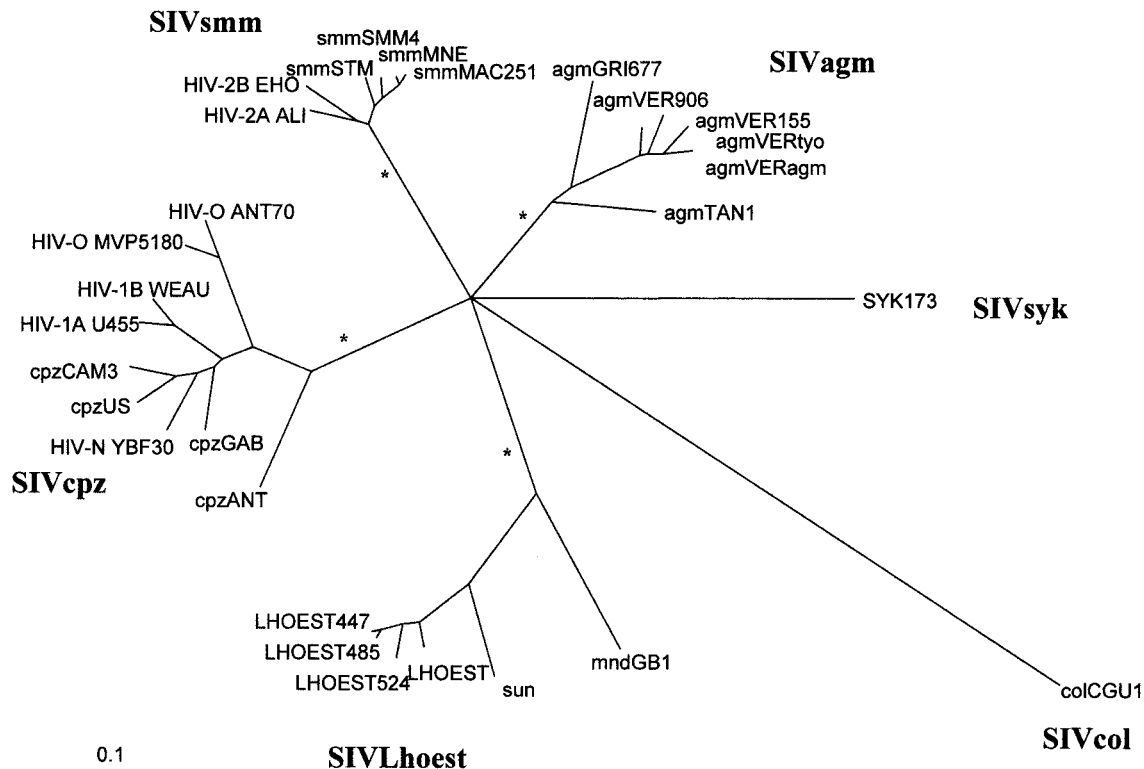 SIVsmm
smmSMM4
smmMNE
smmSTM
smmMAC251
HIV-2B EHO
HIV-2A ALI
*
agmGRI677
SIVagm
agmVER906
agmVER155
agmVERtyo
agmVERagm
agmTAN1
*
HIV-O ANT70
HIV-O MVP5180
HIV-1B WEAU
HIV-1A U455
cpzCAM3
cpzUS
HIV-N YBF30
cpzGAB
SIVcpz
cpzANT
*
SYK173
SIVsyk
*
LHOEST447
LHOEST485
LHOEST524
LHOEST
sun
mndGB1
colCGU1
SIVcol
0.1
SIVLhoest